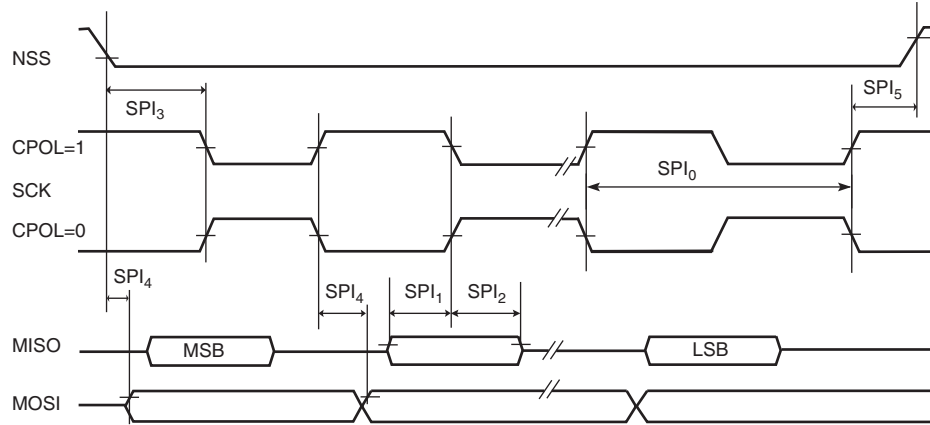 NSS
SPI3
SPI5
CPOL=1
SCK
SPI0
CPOL=0
SPI4
SPI4
SPI1
SPI2
MISO
MSB
LSB
MOSI